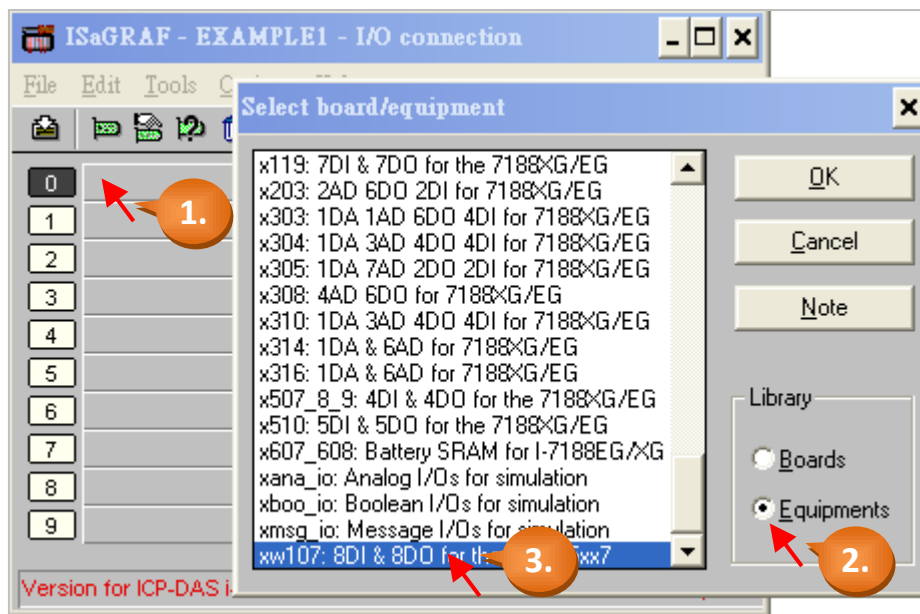 ISaGRAF - EXAMPLE1 - I/O connection
File Edit Tools
Select board/equipment
0
1
2
3
4
5
6
7
8
9
1.
x119: 7DI & 7DO for the 7188XG/EG
x203: 2AD 6DO 2DI for 7188XG/EG
x303: 1DA 1AD 6DO 4DI for 7188XG/EG
x304: 1DA 3AD 4DO 4DI for 7188XG/EG
x305: 1DA 7AD 2DO 2DI for 7188XG/EG
x308: 4AD 6DO for 7188XG/EG
x310: 1DA 3AD 4DO 4DI for 7188XG/EG
x314: 1DA & 6AD for 7188XG/EG
x316: 1DA & 6AD for 7188XG/EG
x507_8_9: 4DI & 4DO for the 7188XG/EG
x510: 5DI & 5DO for the 7188XG/EG
x607_608: Battery SRAM for I-7188EG/XG
xana_io: Analog I/Os for simulation
xboo_io: Boolean I/Os for simulation
xmsg_io: Message I/Os for simulation
xw107: 8DI & 8DO for the xx7
3.
OK
Cancel
Note
Library
Boards
Equipments
2.
Version for ICP-DAS